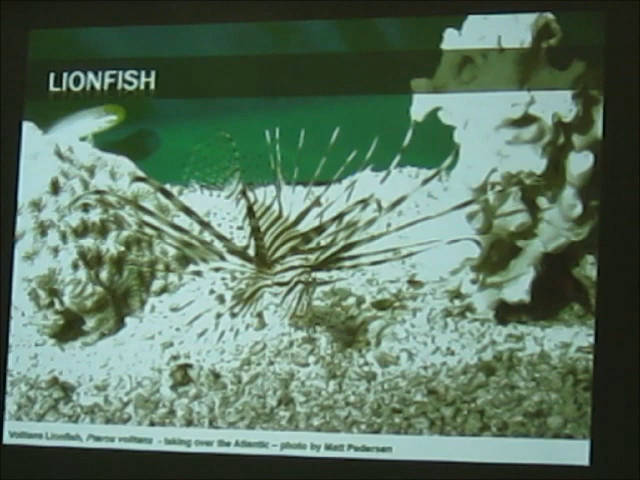 LIONFISH
Volitans Lionfish, Pterois volitans - taking over the Atlantic – photo by Matt Pedersen